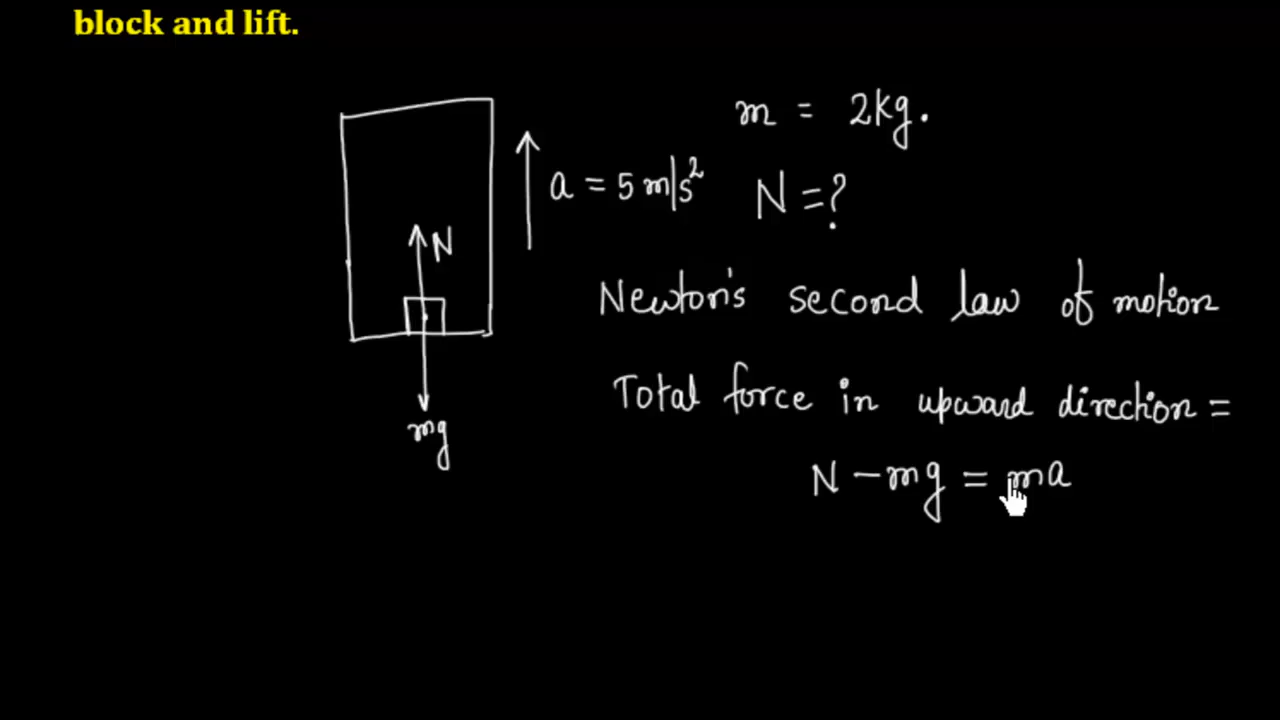 block and lift.
m = 2kg.
a = 5 m/s²
N = ?
N
Newton's second law of motion
Total force in upward direction =
mg
N - mg = ma